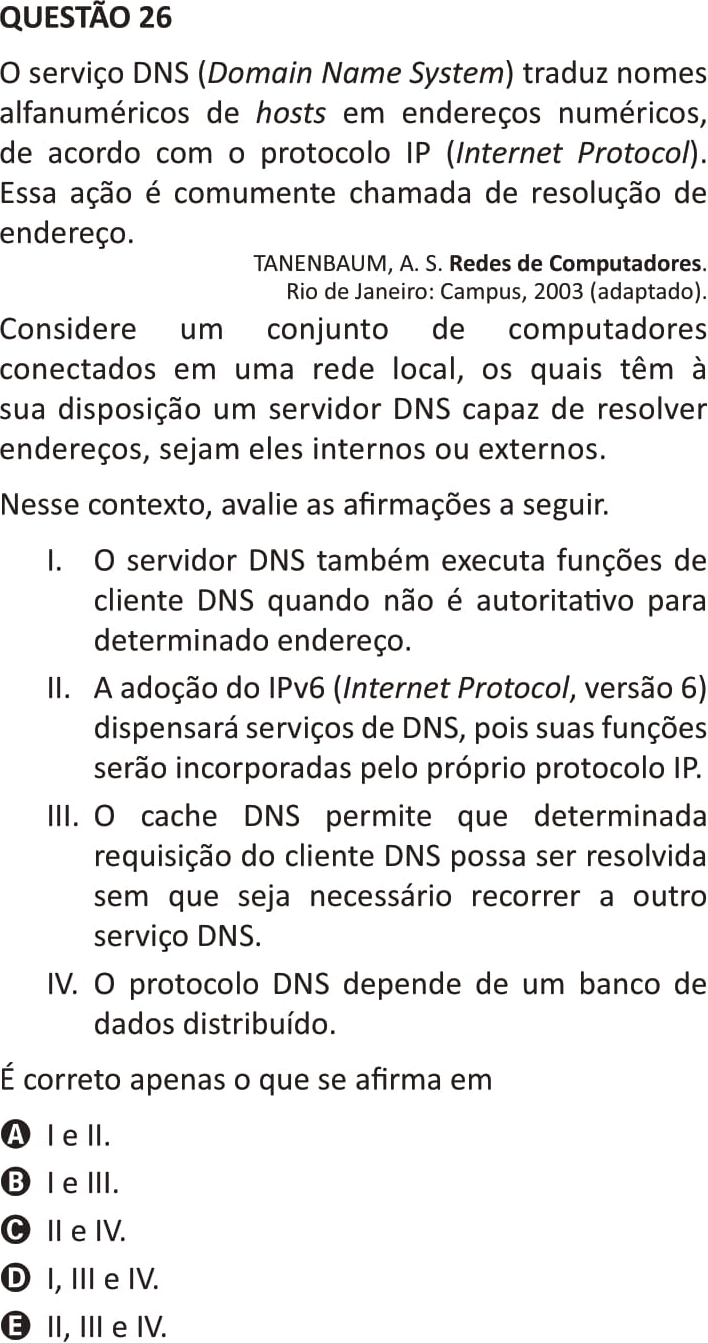 QUESTÃO 26
O serviço DNS (Domain Name System) traduz nomes
alfanuméricos de hosts em endereços numéricos,
de acordo com o protocolo IP (Internet Protocol).
Essa ação é comumente chamada de resolução de
endereço.
TANENBAUM, A. S. Redes de Computadores.
Rio de Janeiro: Campus, 2003 (adaptado).
Considere um conjunto de computadores
conectados em uma rede local, os quais têm à
sua disposição um servidor DNS capaz de resolver
endereços, sejam eles internos ou externos.
Nesse contexto, avalie as afirmações a seguir.
I. O servidor DNS também executa funções de
cliente DNS quando não é autoritativo para
determinado endereço.
II. A adoção do IPv6 (Internet Protocol, versão 6)
dispensará serviços de DNS, pois suas funções
serão incorporadas pelo próprio protocolo IP.
III. O cache DNS permite que determinada
requisição do cliente DNS possa ser resolvida
sem que seja necessário recorrer a outro
serviço DNS.
IV. O protocolo DNS depende de um banco de
dados distribuído.
É correto apenas o que se afirma em
A I e II.
B I e III.
C II e IV.
D I, III e IV.
E II, III e IV.